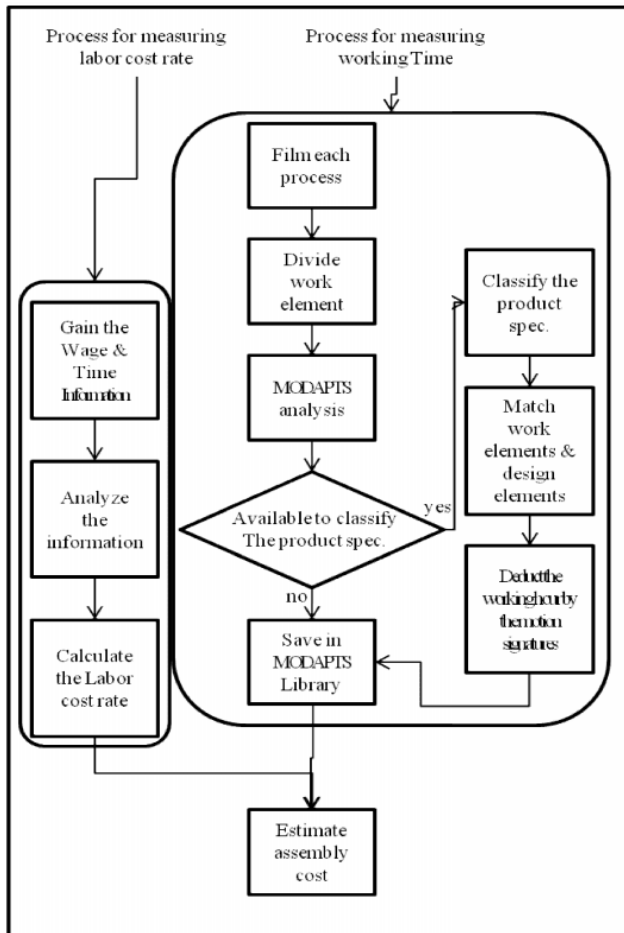 Process for measuring
labor cost rate
Process for measuring
working Time
Film each
process
Divide
work
element
MODAPTS
analysis
Available to classify
The product spec.
yes
no
Save in
MODAPTS
Library
Classify the
product
spec.
Match
work
elements &
design
elements
Deduct the
working hour by
the motion
signatures
Gain the
Wage &
Time
Information
Analyze
the
information
Calculate
the Labor
cost rate
Estimate
assembly
cost